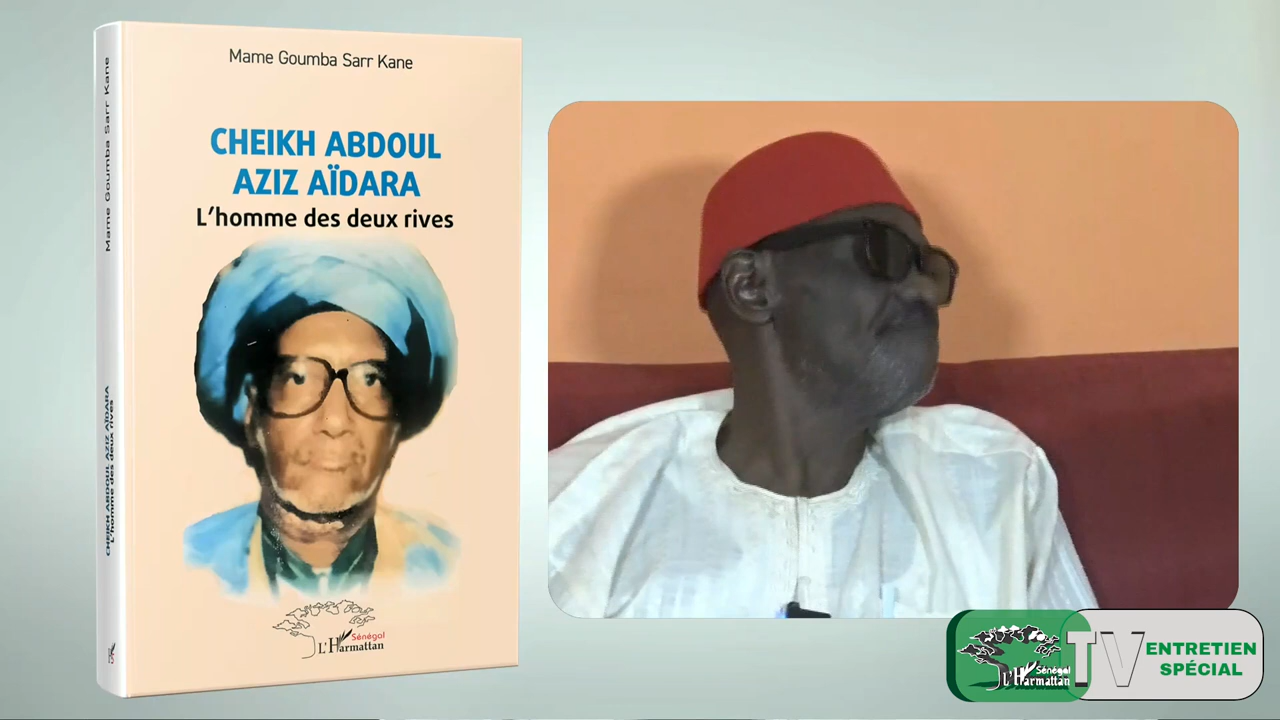 Mame Goumba Sarr Kane
CHEIKH ABDOUL
AZIZ AÏDARA
L'homme des deux rives
Sénégal
L'Harmattan
Mame Goumba Sarr Kane
CHEIKH ABDOUL AZIZ AÏDARA
L'homme des deux rives
Sénégal
L'Harmattan
TV
ENTRETIEN
SPÉCIAL